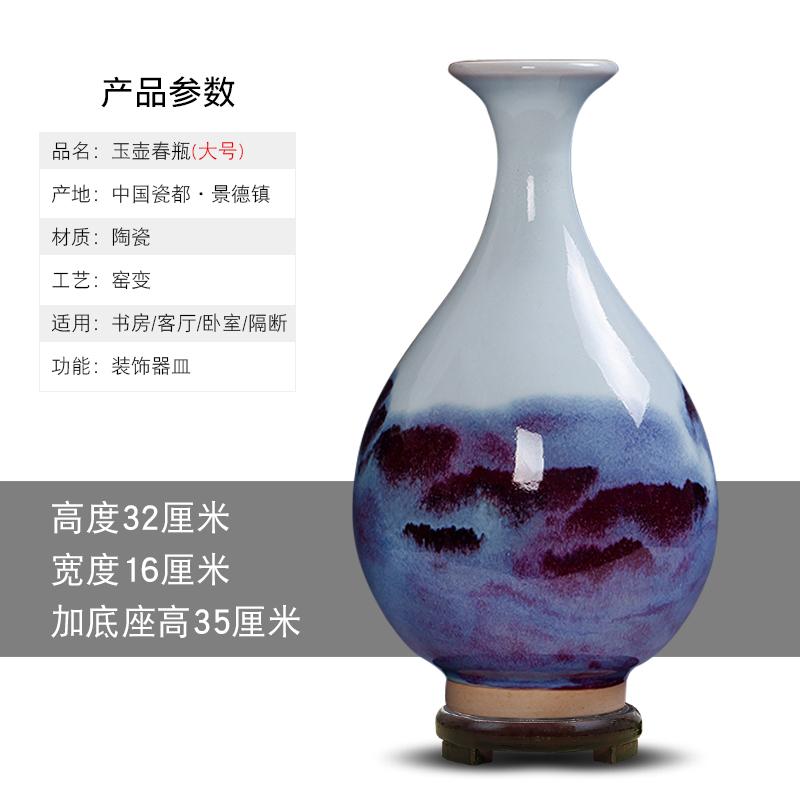 产品参数
品名：玉壶春瓶(大号)
产地：中国瓷都·景德镇
材质：陶瓷
工艺：窑变
适用：书房/客厅/卧室/隔断
功能：装饰器皿
高度32厘米
宽度16厘米
加底座高35厘米